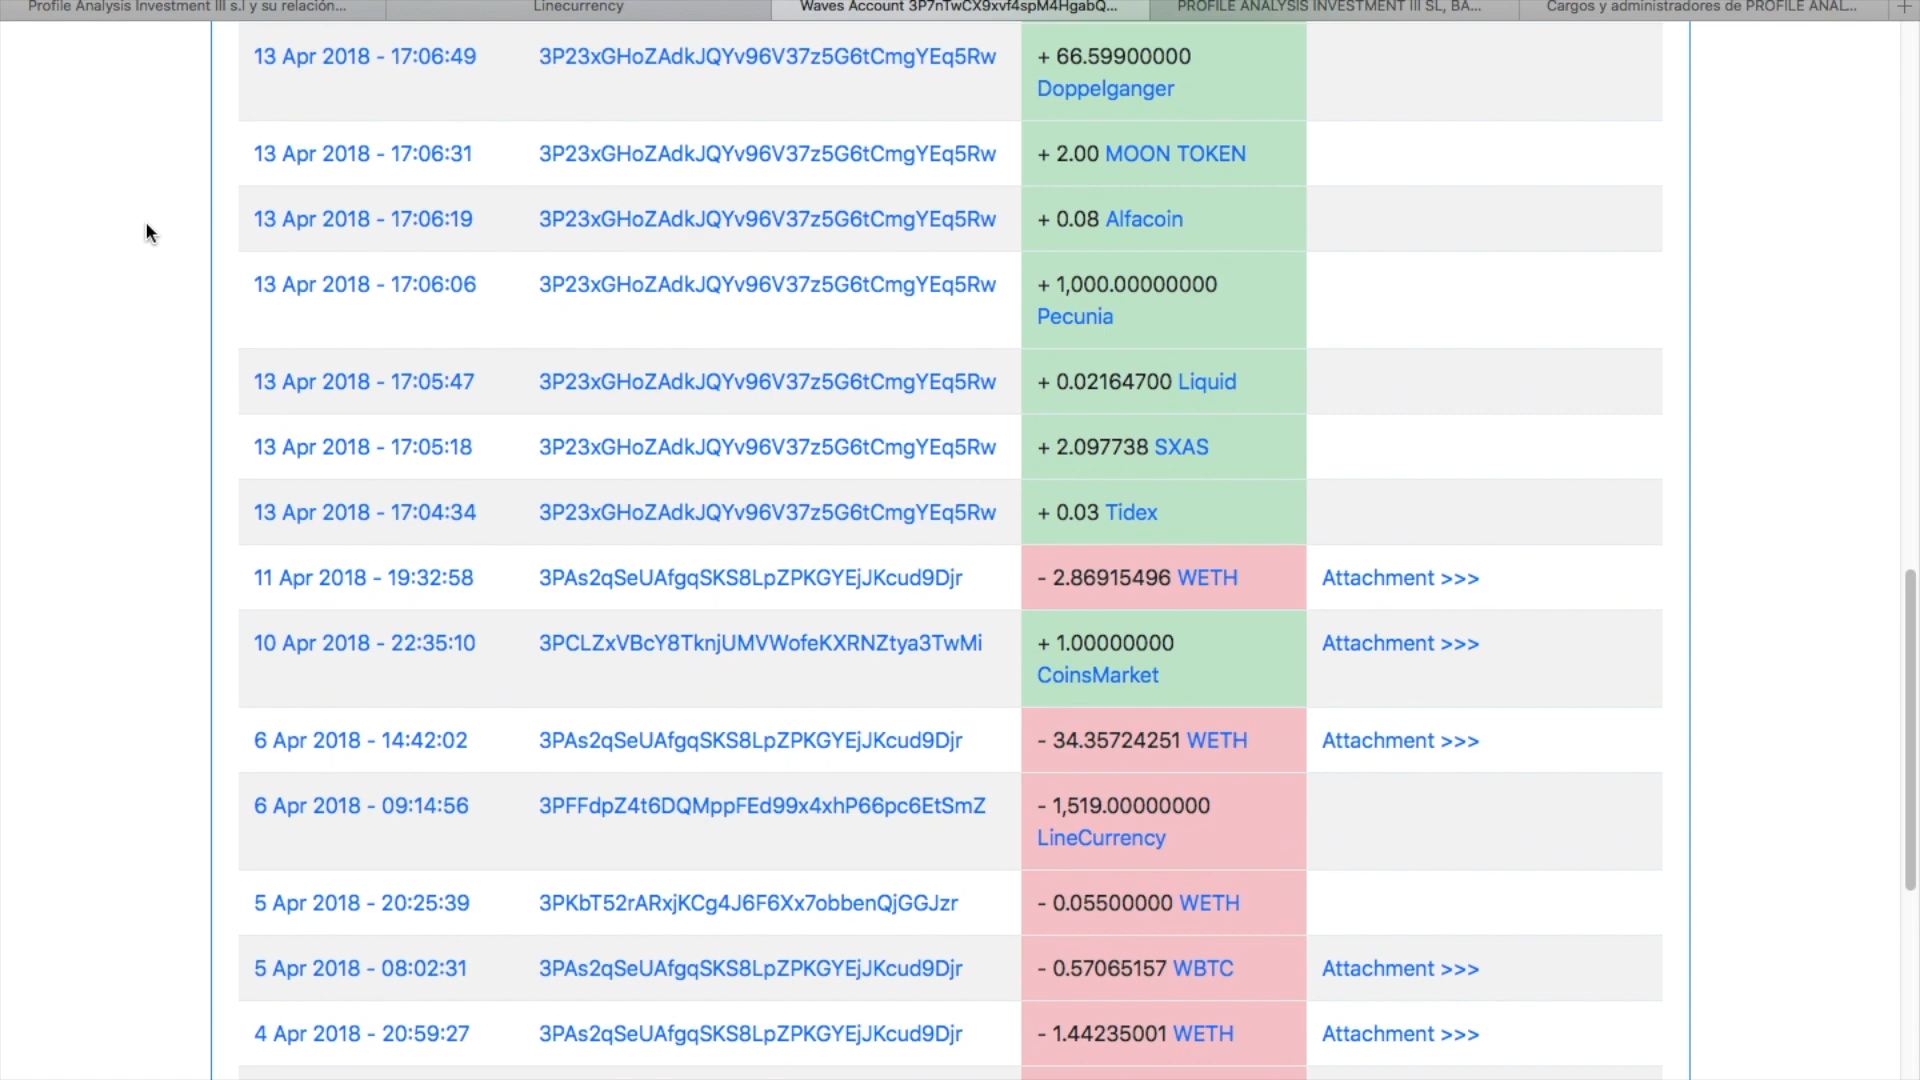 Profile Analysis Investment III s.l y su relación...
Linecurrency
Waves Account 3P7nTwCX9xvf4spM4HgabQ...
PROFILE ANALYSIS INVESTMENT III SL, BA...
Cargos y administradores de PROFILE ANAL...
13 Apr 2018 - 17:06:49 3P23xGHoZAdkJQYv96V37z5G6tCmgYEq5Rw + 66.59900000
Doppelganger
13 Apr 2018 - 17:06:31 3P23xGHoZAdkJQYv96V37z5G6tCmgYEq5Rw + 2.00 MOON TOKEN
13 Apr 2018 - 17:06:19 3P23xGHoZAdkJQYv96V37z5G6tCmgYEq5Rw + 0.08 Alfacoin
13 Apr 2018 - 17:06:06 3P23xGHoZAdkJQYv96V37z5G6tCmgYEq5Rw + 1,000.00000000
Pecunia
13 Apr 2018 - 17:05:47 3P23xGHoZAdkJQYv96V37z5G6tCmgYEq5Rw + 0.02164700 Liquid
13 Apr 2018 - 17:05:18 3P23xGHoZAdkJQYv96V37z5G6tCmgYEq5Rw + 2.097738 SXAS
13 Apr 2018 - 17:04:34 3P23xGHoZAdkJQYv96V37z5G6tCmgYEq5Rw + 0.03 Tidex
11 Apr 2018 - 19:32:58 3PAs2qSeUAfgqSKS8LpZPKGYEjJKcud9Djr - 2.86915496 WETH Attachment >>>
10 Apr 2018 - 22:35:10 3PCLZxVBcY8TknjUMVWofeKXRNZtya3TwMi + 1.00000000 Attachment >>>
CoinsMarket
6 Apr 2018 - 14:42:02 3PAs2qSeUAfgqSKS8LpZPKGYEjJKcud9Djr - 34.35724251 WETH Attachment >>>
6 Apr 2018 - 09:14:56 3PFFdpZ4t6DQMppFEd99x4xhP66pc6EtSmZ - 1,519.00000000
LineCurrency
5 Apr 2018 - 20:25:39 3PKbT52rARxjKCg4J6F6Xx7obbenQjGGJzr - 0.05500000 WETH
5 Apr 2018 - 08:02:31 3PAs2qSeUAfgqSKS8LpZPKGYEjJKcud9Djr - 0.57065157 WBTC Attachment >>>
4 Apr 2018 - 20:59:27 3PAs2qSeUAfgqSKS8LpZPKGYEjJKcud9Djr - 1.44235001 WETH Attachment >>>